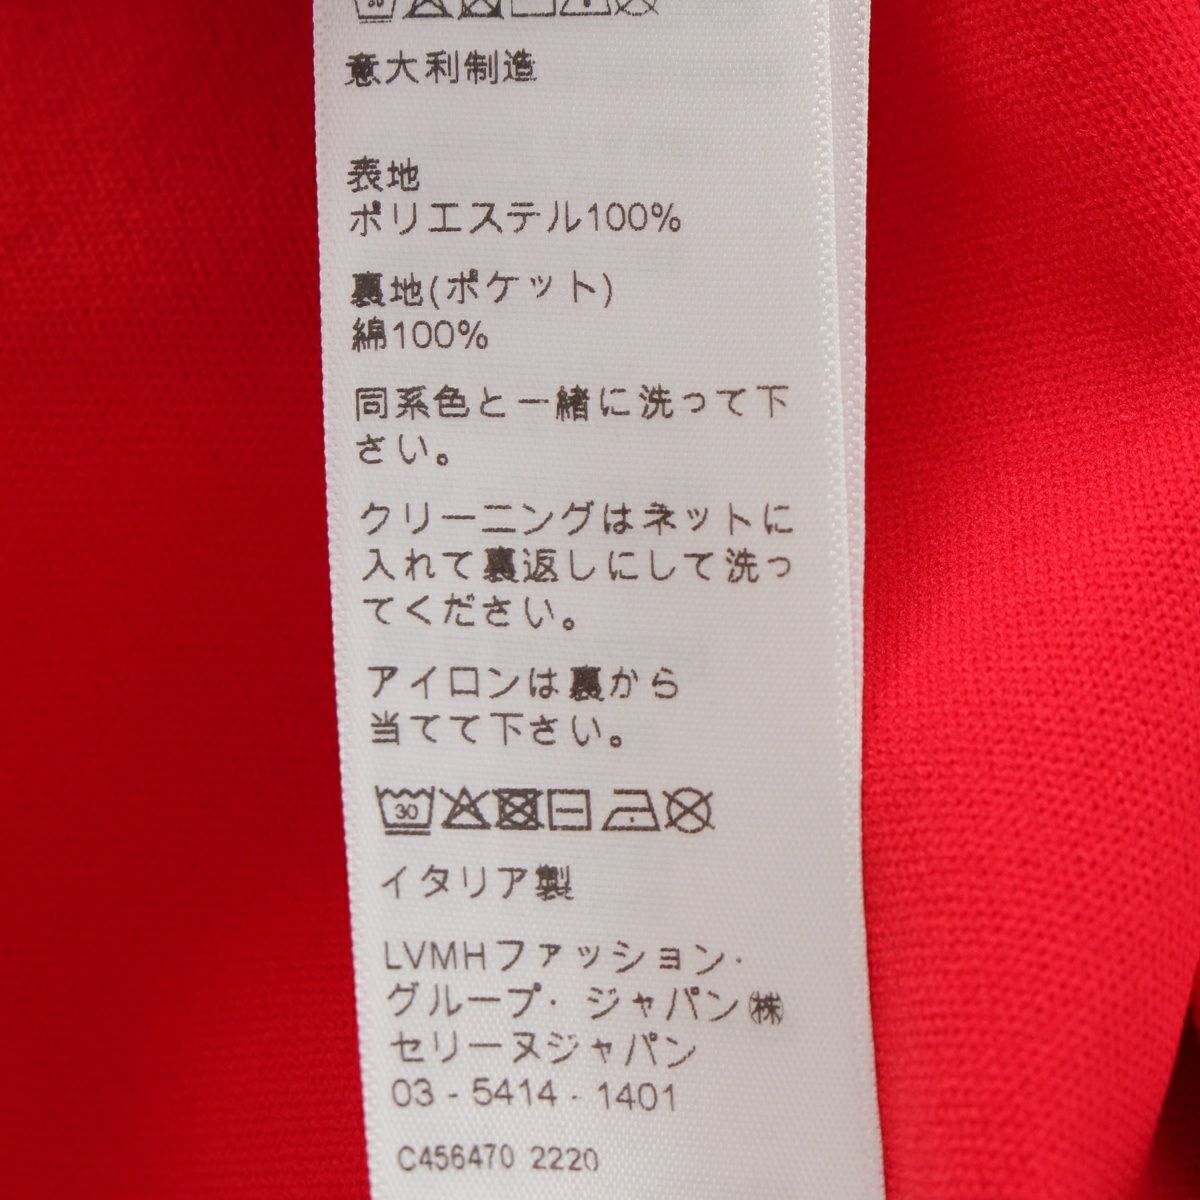 意大利制造
表地
ポリエステル100%
裏地(ポケット)
綿100%
同系色と一緒に洗って下
さい。
クリーニングはネットに
入れて裏返しにして洗っ
てください。
アイロンは裏から
当てて下さい。
30
イタリア製
LVMHファッション·
グループ· ジャパン㈱
セリーヌジャパン
03 - 5414 - 1401
C456470 2220